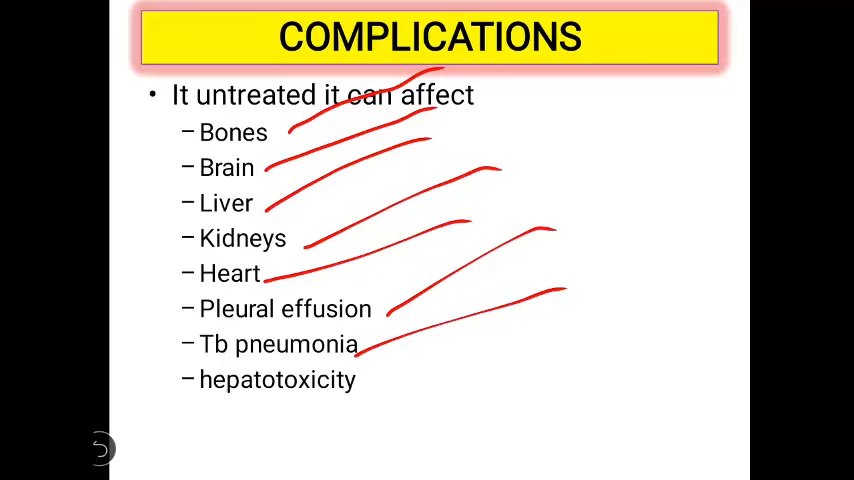 COMPLICATIONS
• It untreated it can affect
– Bones
– Brain
– Liver
– Kidneys
– Heart
– Pleural effusion
– Tb pneumonia
– hepatotoxicity